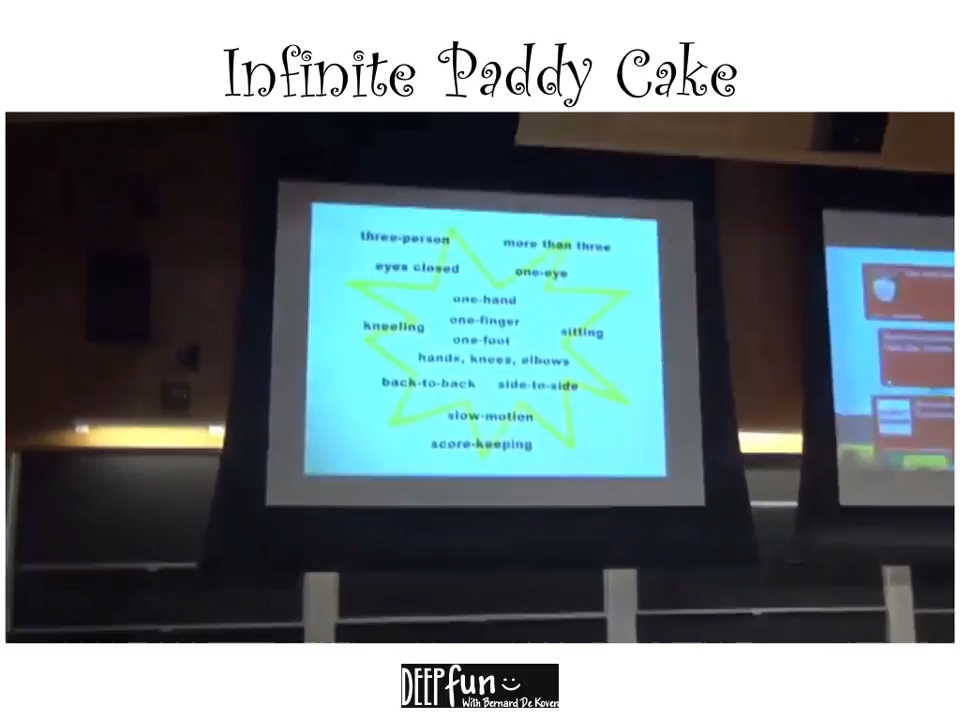 Infinite Paddy Cake
three-person more than three
eyes closed one-eye
one-hand
kneeling one-finger sitting
one-foot
hands, knees, elbows
back-to-back side-to-side
slow-motion
score-keeping
DEEP fun
With Bernard De Koven